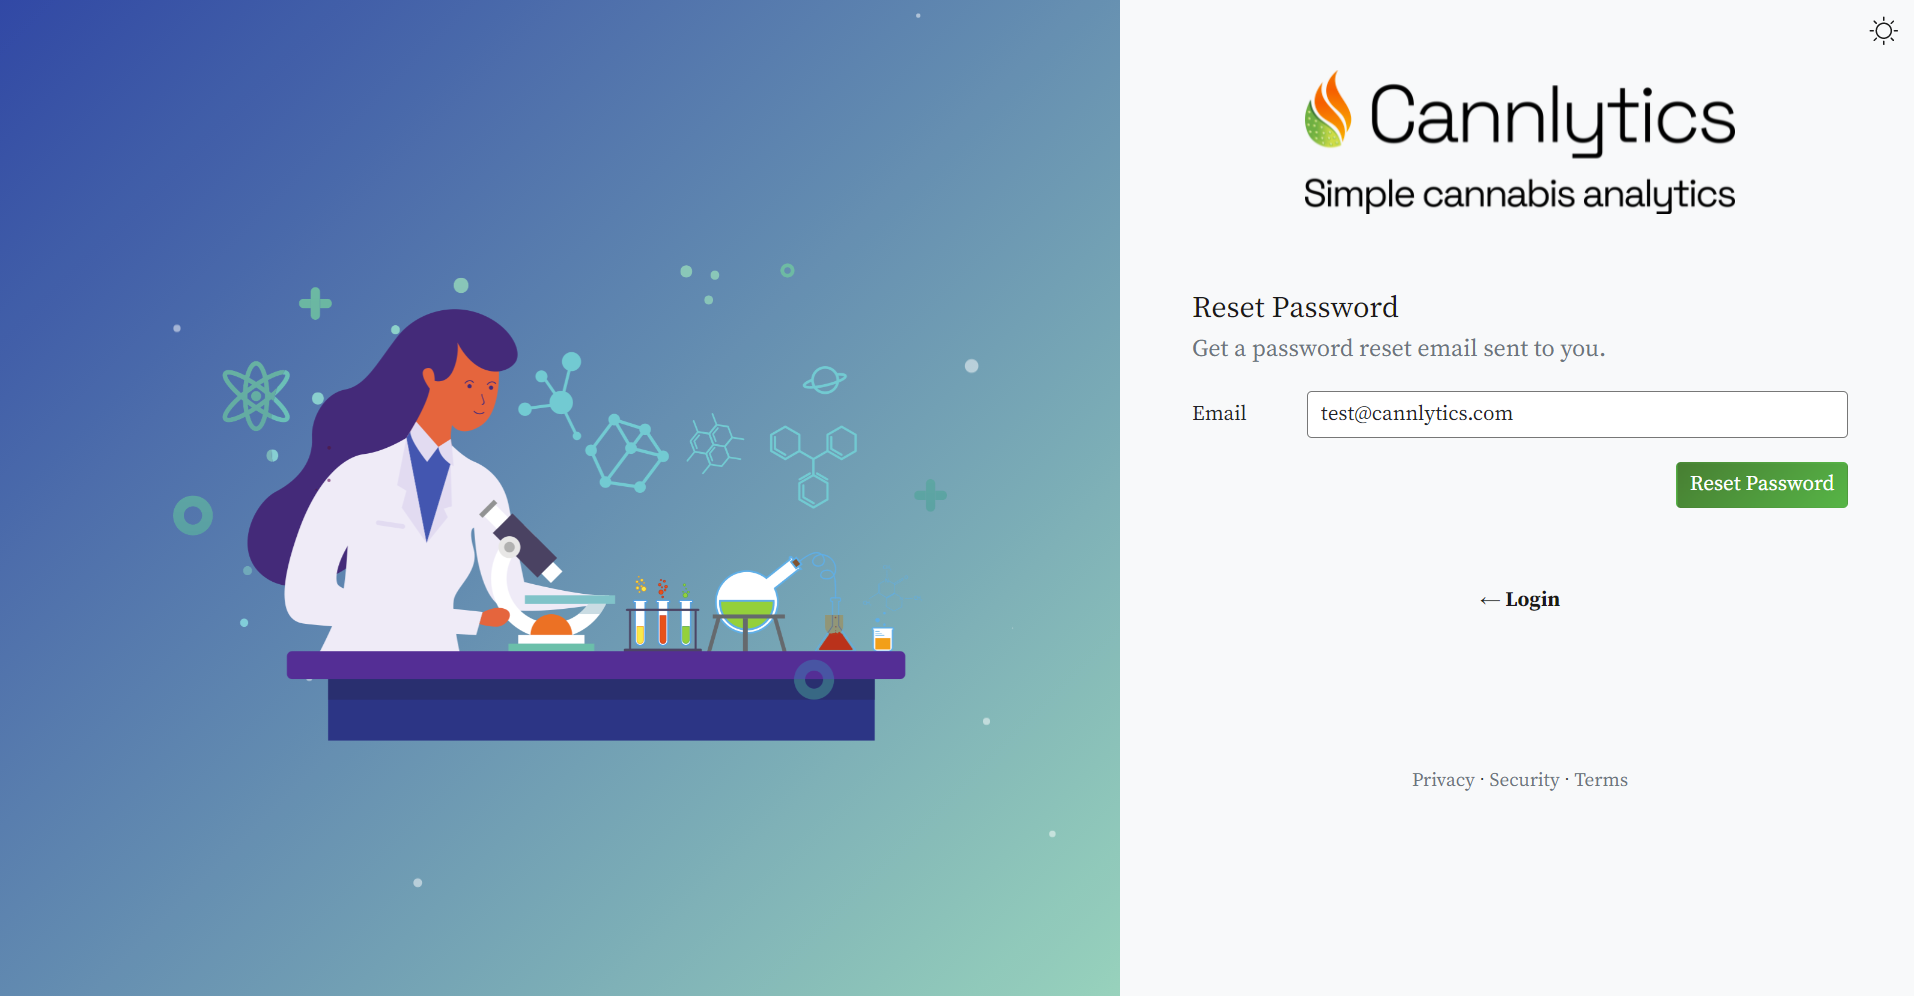 Cannlytics
Simple cannabis analytics
Reset Password
Get a password reset email sent to you.
Email
test@cannlytics.com
Reset Password
← Login
Privacy · Security · Terms